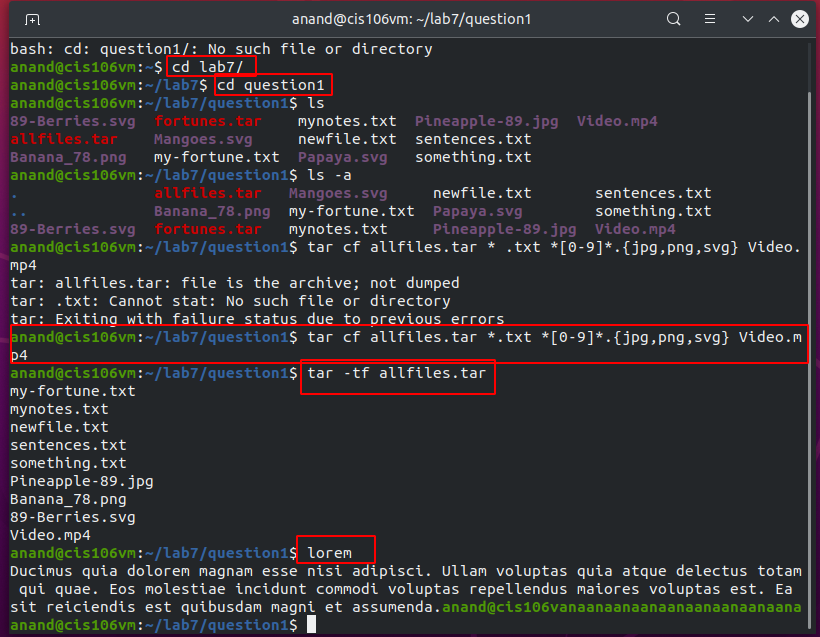 anand@cis106vm: ~/lab7/question1
bash: cd: question1/: No such file or directory
anand@cis106vm:~$ cd lab7/
anand@cis106vm:~/lab7$ cd question1
anand@cis106vm:~/lab7/question1$ ls
89-Berries.svg  fortunes.tar    mynotes.txt  Pineapple-89.jpg  Video.mp4
allfiles.tar    Mangoes.svg     newfile.txt  sentences.txt
Banana_78.png   my-fortune.txt  Papaya.svg   something.txt
anand@cis106vm:~/lab7/question1$ ls -a
.               allfiles.tar   Mangoes.svg     newfile.txt       sentences.txt
..              Banana_78.png  my-fortune.txt  Papaya.svg        something.txt
89-Berries.svg  fortunes.tar   mynotes.txt     Pineapple-89.jpg  Video.mp4
anand@cis106vm:~/lab7/question1$ tar cf allfiles.tar * .txt *[0-9]*.{jpg,png,svg} Video.
mp4
tar: allfiles.tar: file is the archive; not dumped
tar: .txt: Cannot stat: No such file or directory
tar: Exiting with failure status due to previous errors
anand@cis106vm:~/lab7/question1$ tar cf allfiles.tar *.txt *[0-9]*.{jpg,png,svg} Video.m
p4
anand@cis106vm:~/lab7/question1$ tar -tf allfiles.tar
my-fortune.txt
mynotes.txt
newfile.txt
sentences.txt
something.txt
Pineapple-89.jpg
Banana_78.png
89-Berries.svg
Video.mp4
anand@cis106vm:~/lab7/question1$ lorem
Ducimus quia dolorem magnam esse nisi adipisci. Ullam voluptas quia atque delectus totam
 qui quae. Eos molestiae incidunt commodi voluptas repellendus maiores voluptas est. Ea
sit reiciendis est quibusdam magni et assumenda.anand@cis106vanaanaanaanaanaanaanaanaana
anand@cis106vm:~/lab7/question1$